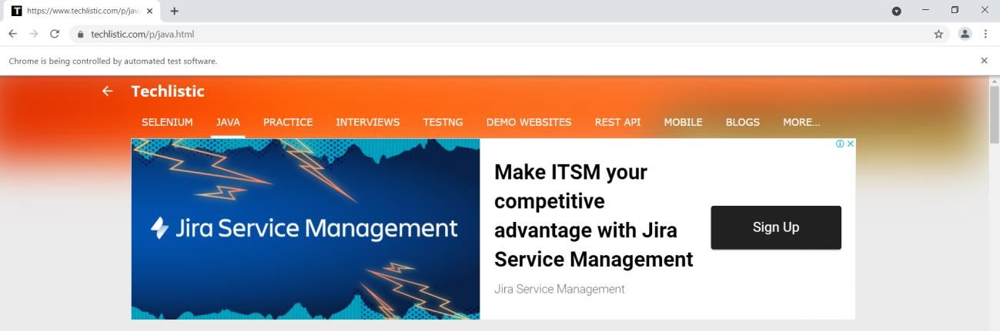 https://www.techlistic.com/p/jav
techlistic.com/p/java.html
Chrome is being controlled by automated test software.
Techlistic
SELENIUM JAVA PRACTICE INTERVIEWS TESTNG DEMO WEBSITES REST API MOBILE BLOGS MORE...
Jira Service Management
Make ITSM your
competitive
advantage with Jira
Service Management
Jira Service Management
Sign Up